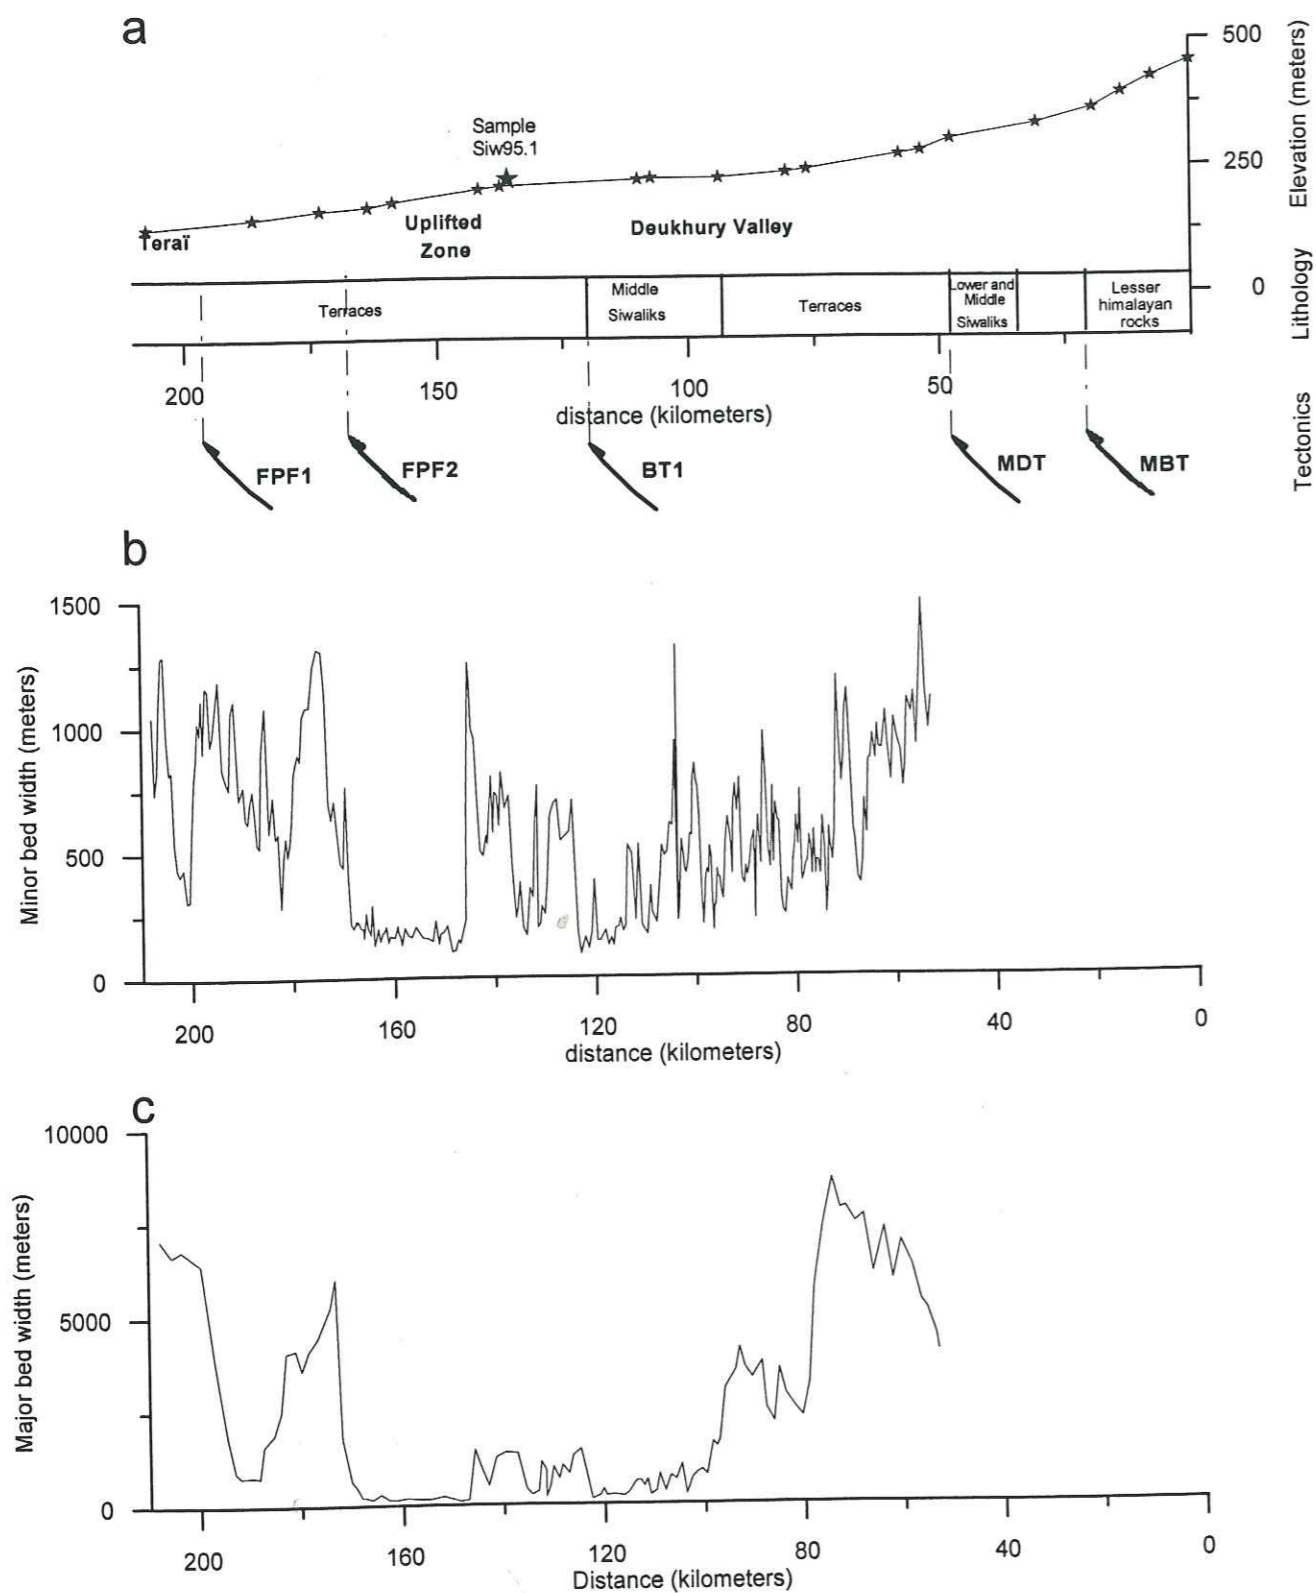 a
500
Elevation (meters)
Sample
Siw95.1
250
Teraï
Uplifted
Zone
Deukhury Valley
0
Lithology
Terraces
Middle
Siwaliks
Terraces
Lower and
Middle
Siwaliks
Lesser
himalayan
rocks
200
150
100
50
distance (kilometers)
Tectonics
FPF1
FPF2
BT1
MDT
MBT
b
1500
1000
500
0
Minor bed width (meters)
200
160
120
80
40
0
distance (kilometers)
c
10000
5000
0
Major bed width (meters)
200
160
120
80
40
0
Distance (kilometers)